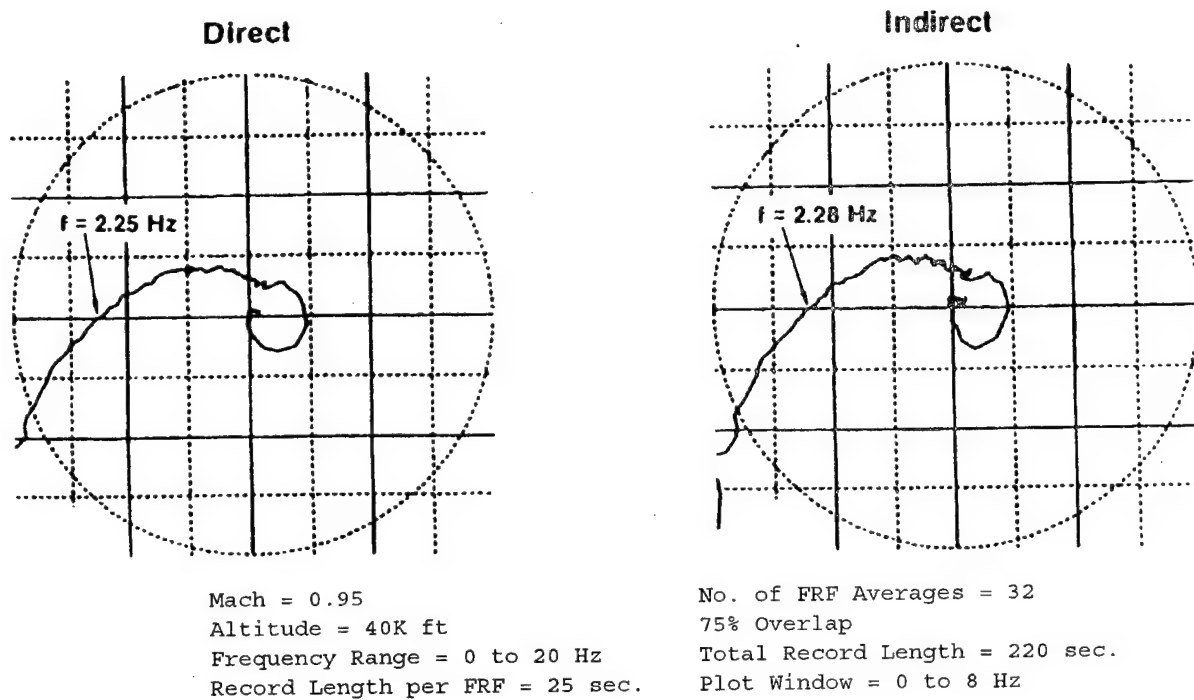 Direct
Indirect
f = 2.25 Hz
f = 2.28 Hz
Mach = 0.95
Altitude = 40K ft
Frequency Range = 0 to 20 Hz
Record Length per FRF = 25 sec.
No. of FRF Averages = 32
75% Overlap
Total Record Length = 220 sec.
Plot Window = 0 to 8 Hz